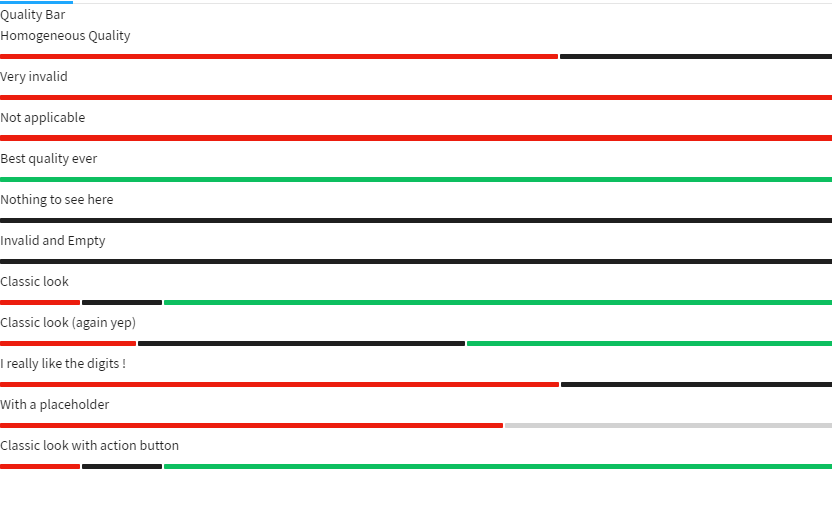 Quality Bar
Homogeneous Quality
Very invalid
Not applicable
Best quality ever
Nothing to see here
Invalid and Empty
Classic look
Classic look (again yep)
I really like the digits !
With a placeholder
Classic look with action button